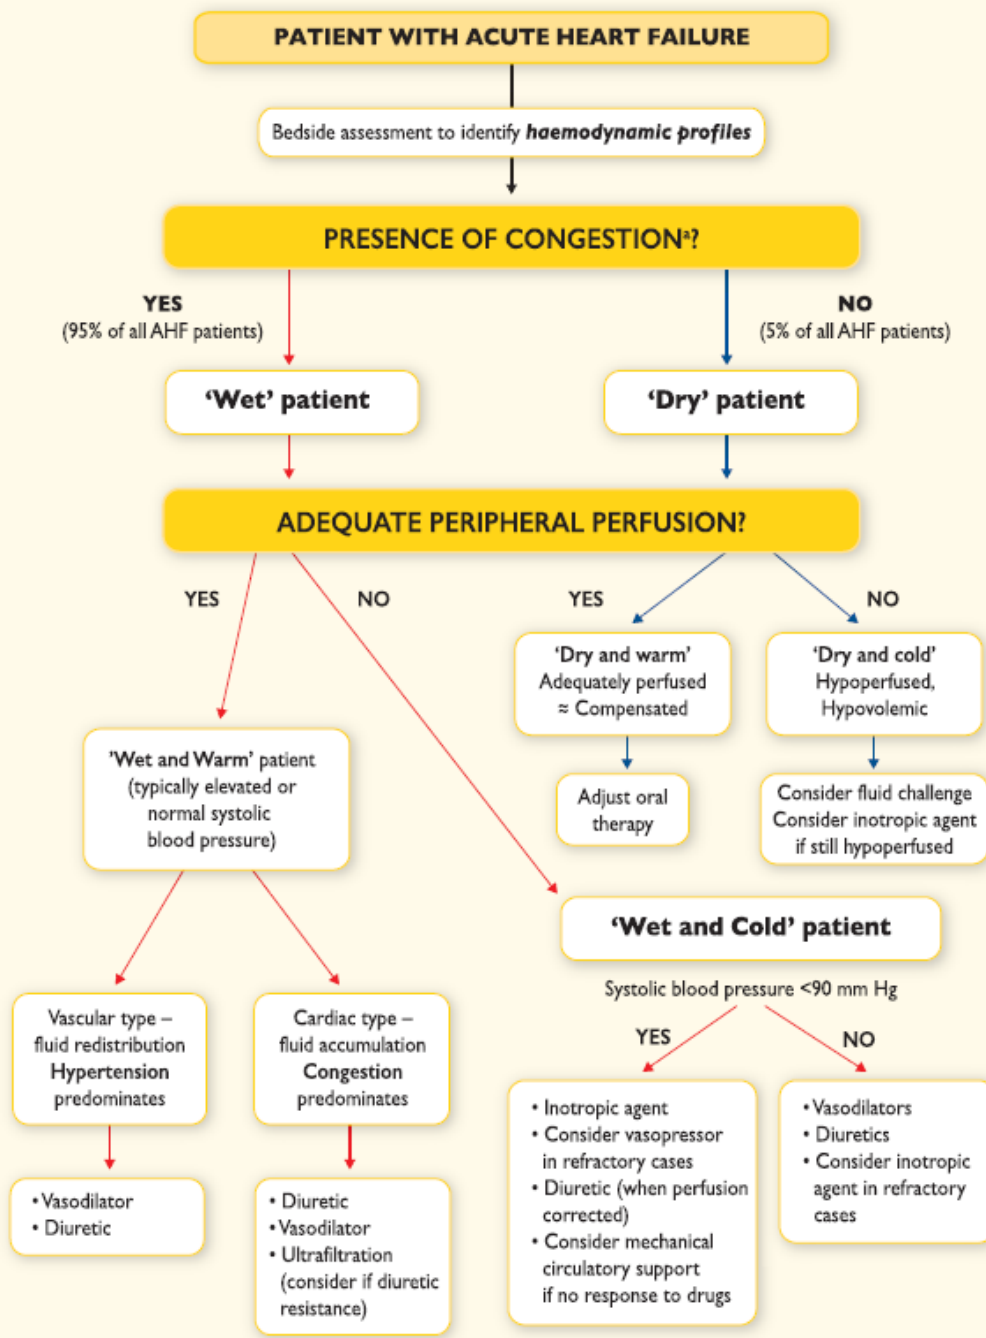 PATIENT WITH ACUTE HEART FAILURE
Bedside assessment to identify haemodynamic profiles
PRESENCE OF CONGESTIONᵃ?
YES
(95% of all AHF patients)
NO
(5% of all AHF patients)
‘Wet’ patient
‘Dry’ patient
ADEQUATE PERIPHERAL PERFUSION?
YES
NO
YES
NO
‘Dry and warm’
Adequately perfused
≈ Compensated
‘Dry and cold’
Hypoperfused,
Hypovolemic
’Wet and Warm’ patient
(typically elevated or
normal systolic
blood pressure)
Adjust oral
therapy
Consider fluid challenge
Consider inotropic agent
if still hypoperfused
‘Wet and Cold’ patient
Systolic blood pressure <90 mm Hg
YES
NO
Vascular type –
fluid redistribution
Hypertension
predominates
Cardiac type –
fluid accumulation
Congestion
predominates
• Vasodilator
• Diuretic
• Diuretic
• Vasodilator
• Ultrafiltration
(consider if diuretic
resistance)
• Inotropic agent
• Consider vasopressor
in refractory cases
• Diuretic (when perfusion
corrected)
• Consider mechanical
circulatory support
if no response to drugs
• Vasodilators
• Diuretics
• Consider inotropic
agent in refractory
cases